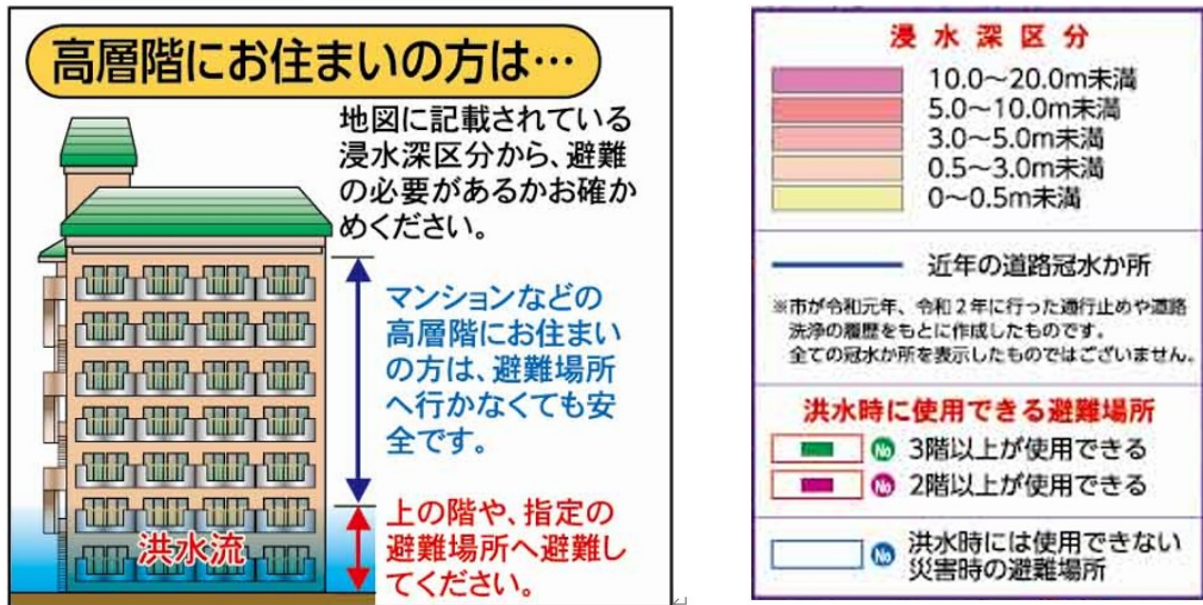 高層階にお住まいの方は…
地図に記載されている
浸水深区分から、避難
の必要があるかお確か
めください。
マンションなどの
高層階にお住まい
の方は、避難場所
へ行かなくても安
全です。
上の階や、指定の
避難場所へ避難し
てください。
洪水流
浸水深区分
10.0～20.0m未満
5.0～10.0m未満
3.0～5.0m未満
0.5～3.0m未満
0～0.5m未満
近年の道路冠水か所
※市が令和元年、令和2年に行った通行止めや道路
洗浄の履歴をもとに作成したものです。
全ての冠水か所を表示したものではございません。
洪水時に使用できる避難場所
No 3階以上が使用できる
No 2階以上が使用できる
No 洪水時には使用できない
災害時の避難場所